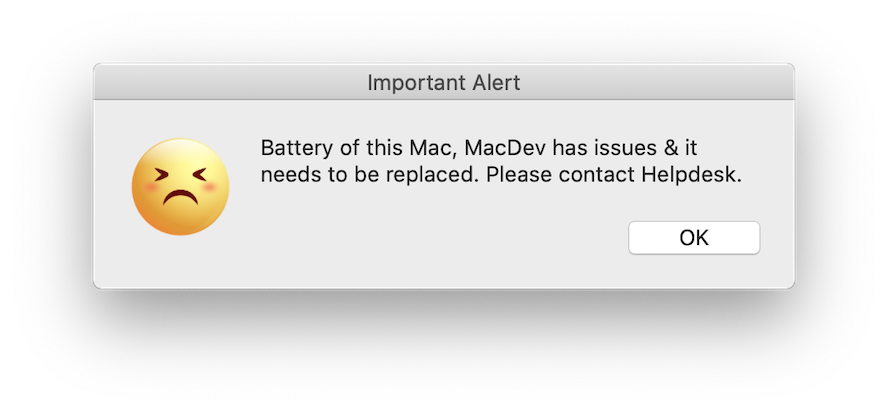 Important Alert
Battery of this Mac, MacDev has issues & it
needs to be replaced. Please contact Helpdesk.
OK